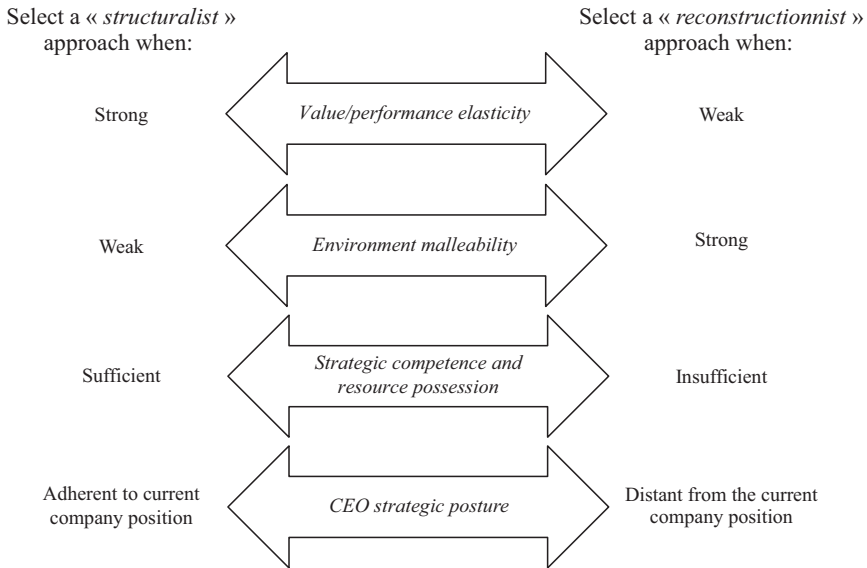 Select a « structuralist »
approach when:
Select a « reconstructionnist »
approach when:
Strong
Value/performance elasticity
Weak
Weak
Environment malleability
Strong
Sufficient
Strategic competence and
resource possession
Insufficient
Adherent to current
company position
CEO strategic posture
Distant from the current
company position